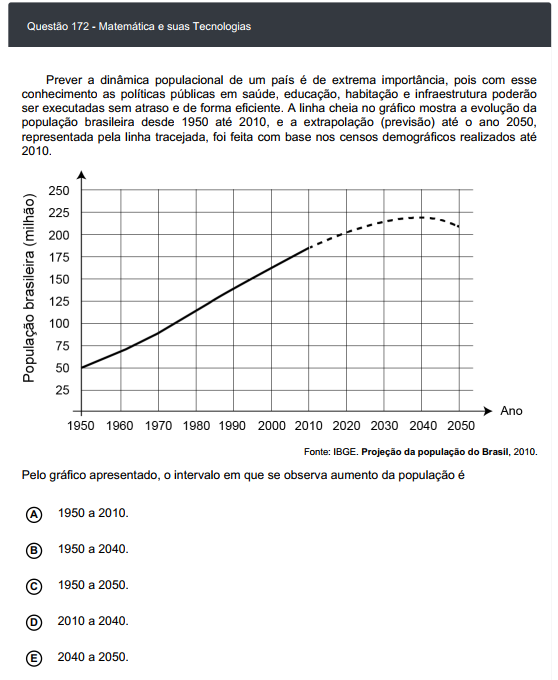 Questão 172 - Matemática e suas Tecnologias
Prever a dinâmica populacional de um país é de extrema importância, pois com esse
conhecimento as políticas públicas em saúde, educação, habitação e infraestrutura poderão
ser executadas sem atraso e de forma eficiente. A linha cheia no gráfico mostra a evolução da
população brasileira desde 1950 até 2010, e a extrapolação (previsão) até o ano 2050,
representada pela linha tracejada, foi feita com base nos censos demográficos realizados até
2010.
População brasileira (milhão)
250
225
200
175
150
125
100
75
50
25
1950 1960 1970 1980 1990 2000 2010 2020 2030 2040 2050
Ano
Fonte: IBGE. Projeção da população do Brasil, 2010.
Pelo gráfico apresentado, o intervalo em que se observa aumento da população é
A 1950 a 2010.
B 1950 a 2040.
C 1950 a 2050.
D 2010 a 2040.
E 2040 a 2050.